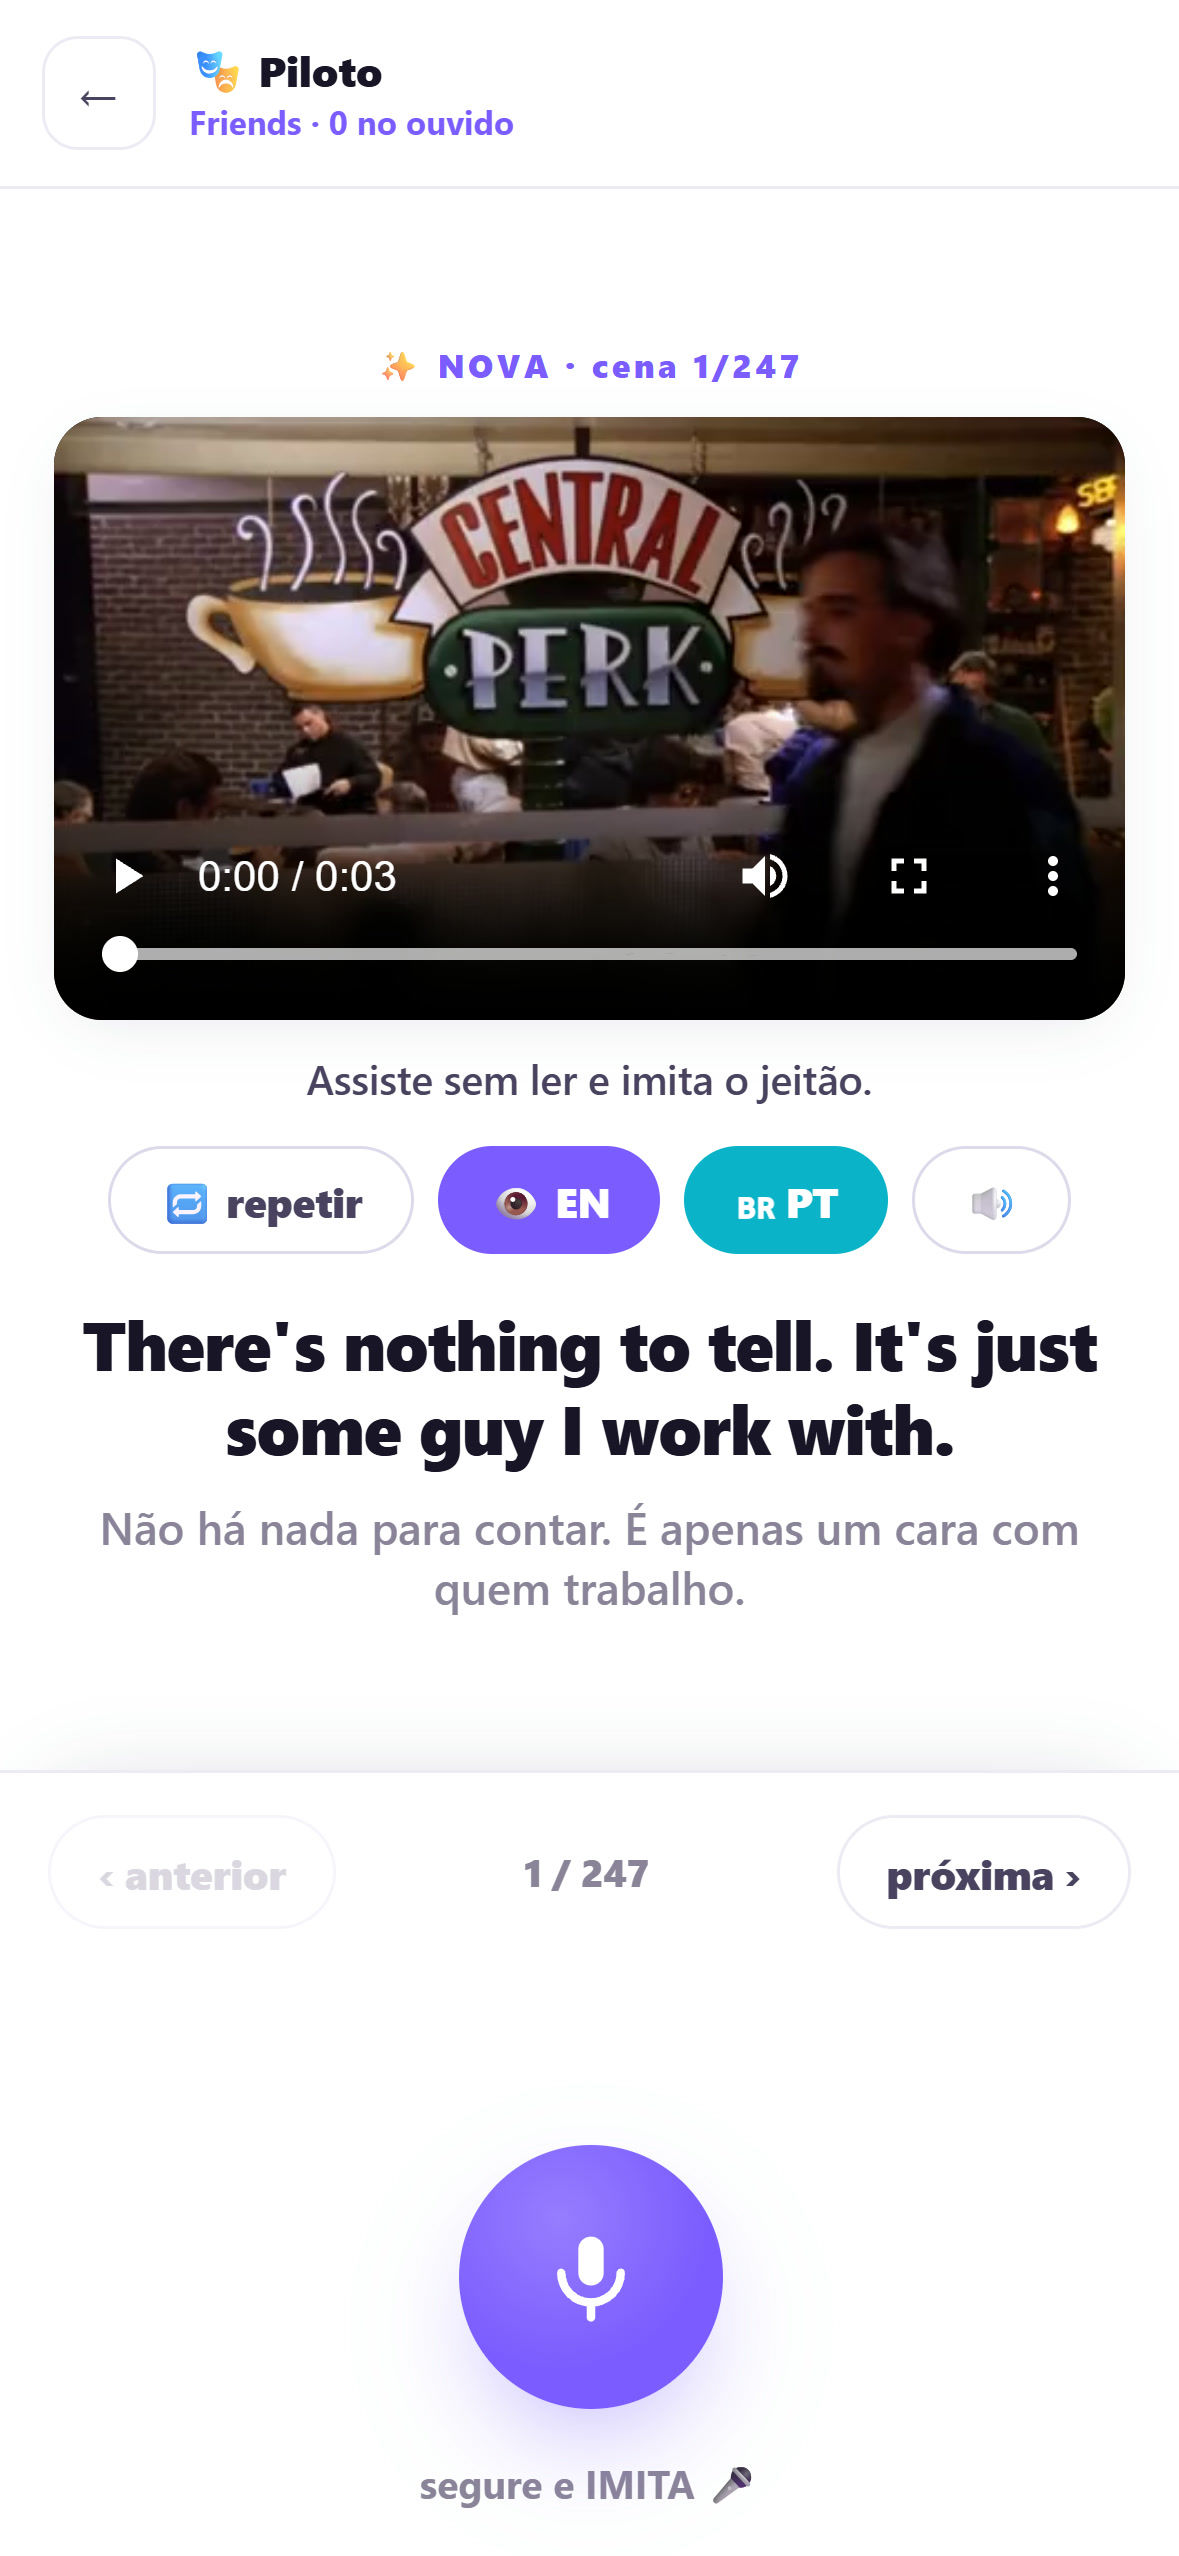 ←
🎭 Piloto
Friends · 0 no ouvido
✨ NOVA · cena 1/247
CENTRAL
PERK
0:00 / 0:03
Assiste sem ler e imita o jeitão.
🔁 repetir
👁️ EN
BR PT
🔊
There's nothing to tell. It's just
some guy I work with.
Não há nada para contar. É apenas um cara com
quem trabalho.
‹ anterior
1 / 247
próxima ›
segure e IMITA 🎤